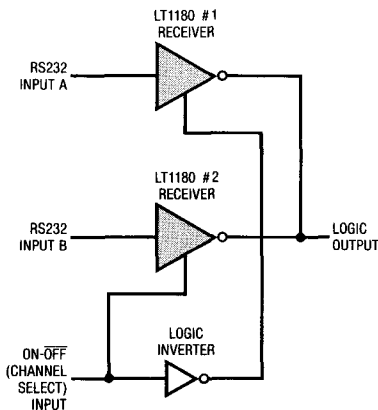 LT1180 #1
RECEIVER
RS232
INPUT A
LT1180 #2
RECEIVER
RS232
INPUT B
LOGIC
OUTPUT
LOGIC
INVERTER
ON-OFF
(CHANNEL
SELECT)
INPUT